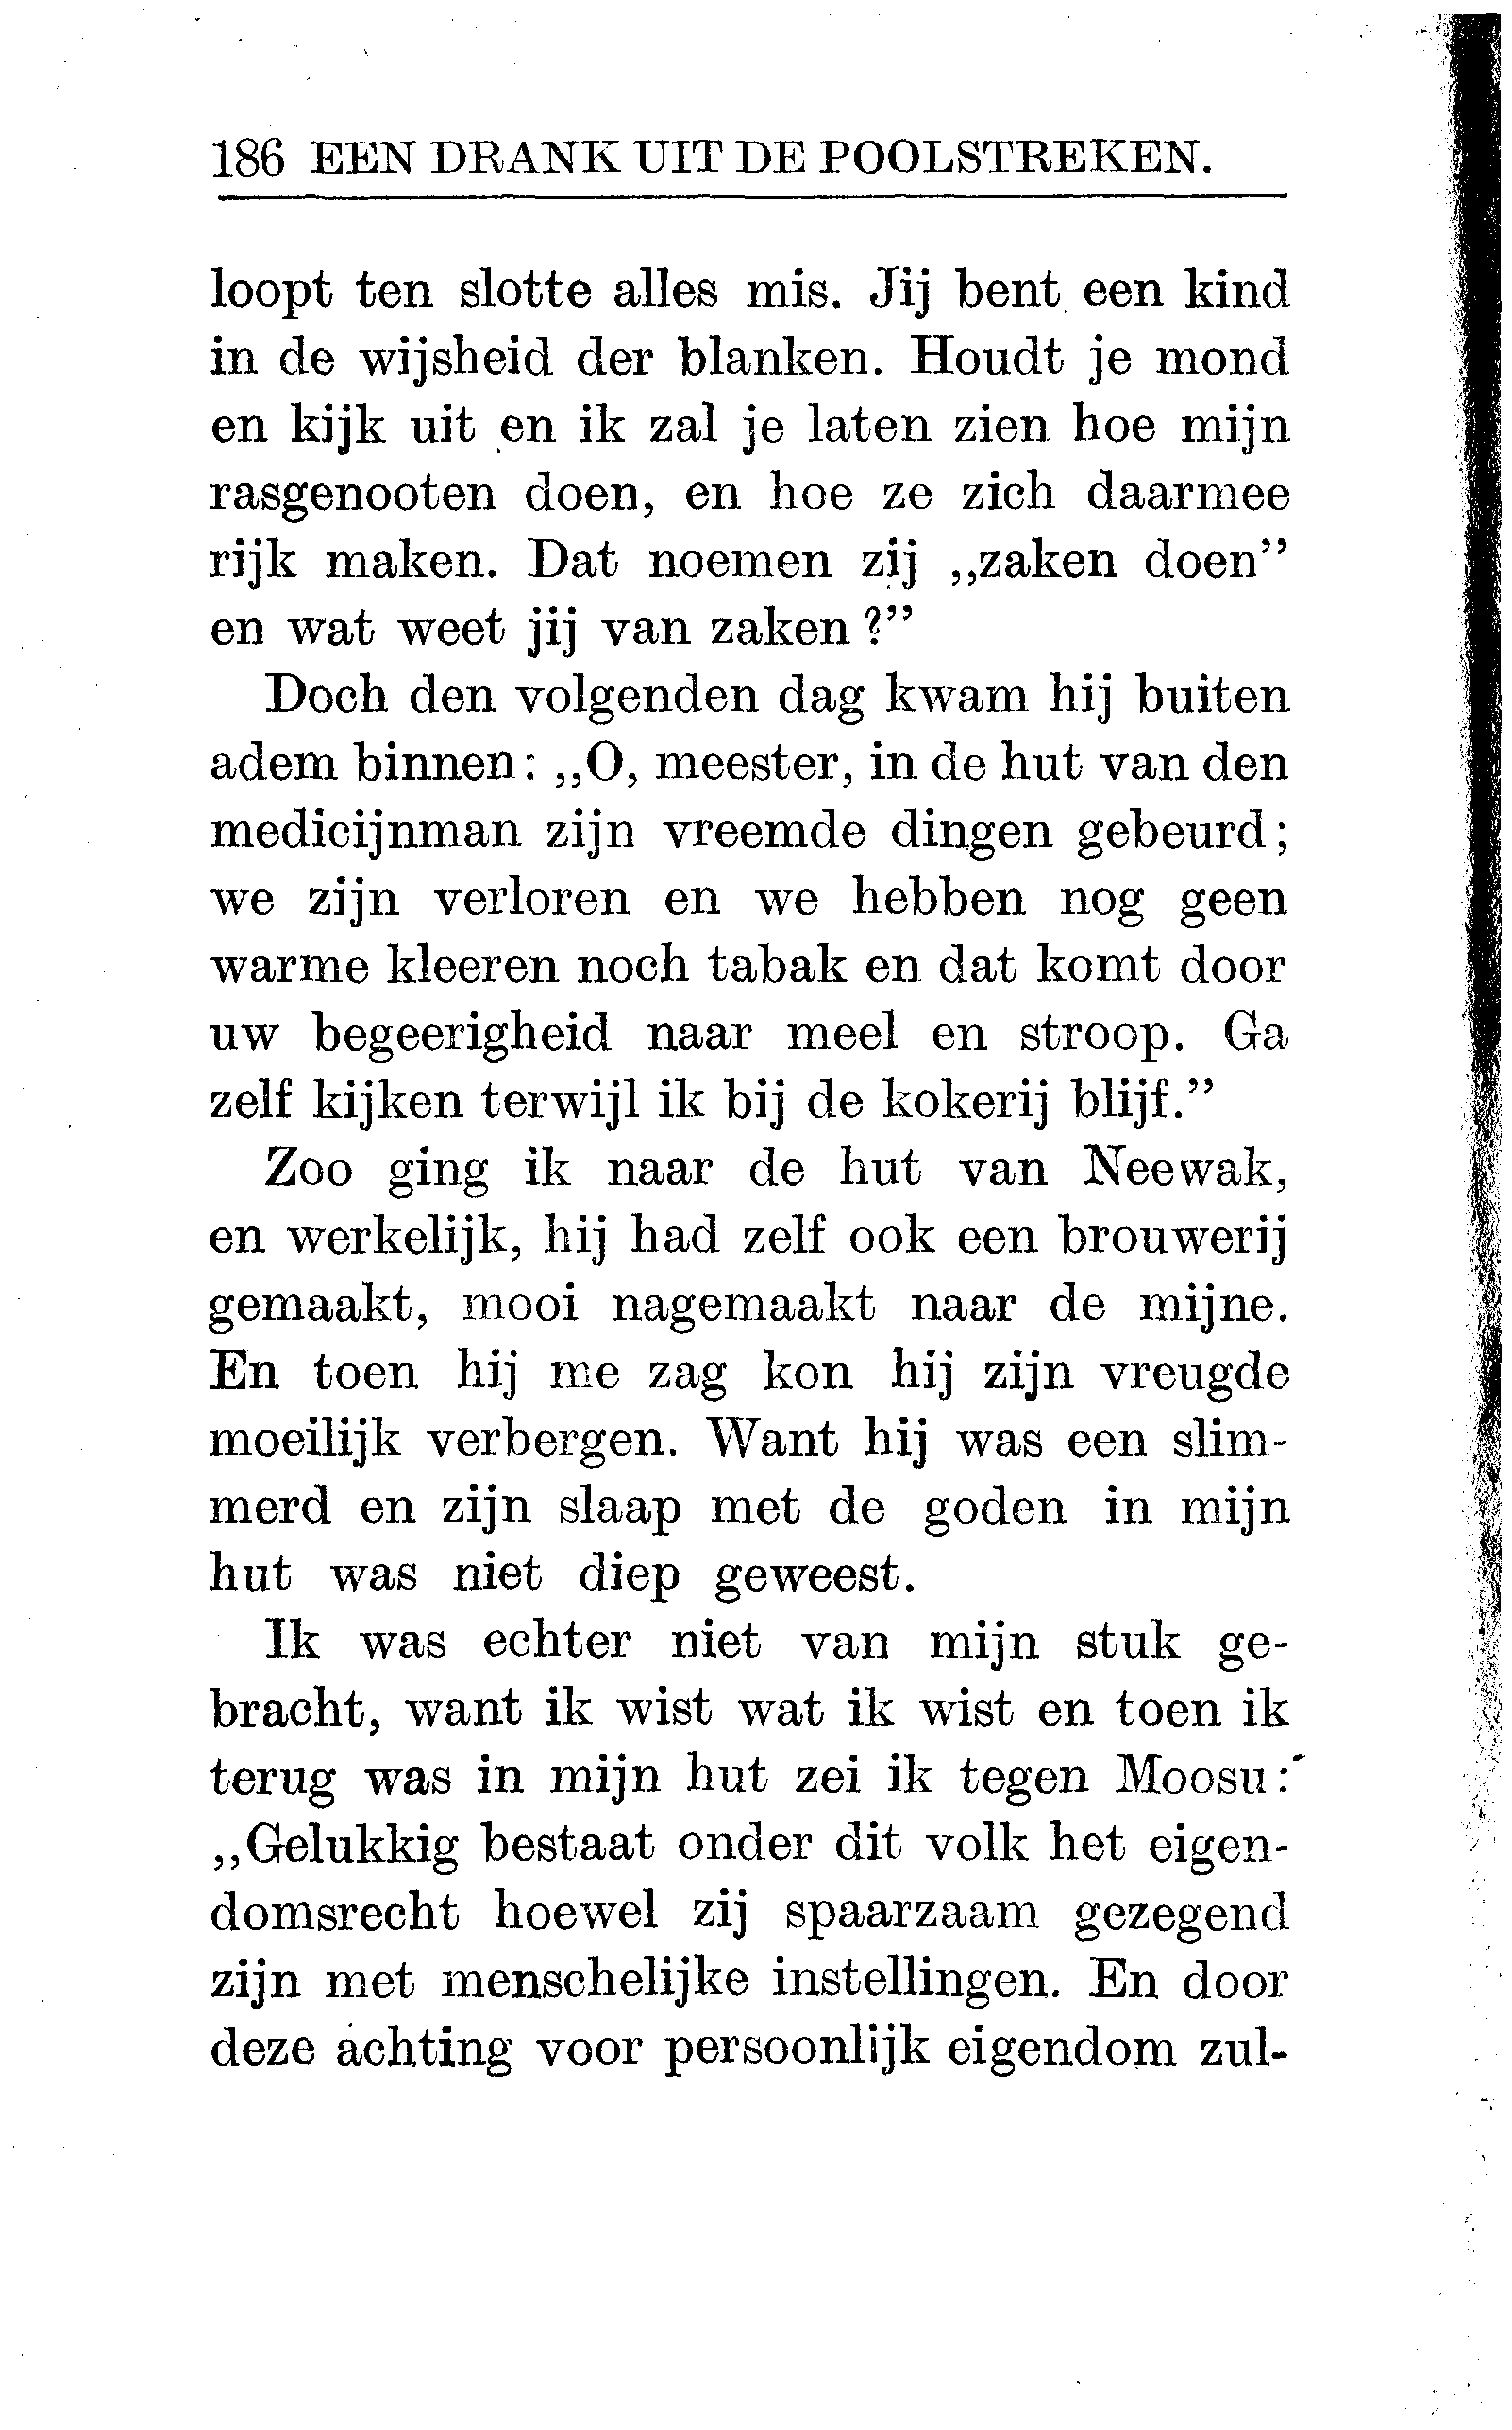 186 EEN DRANK UIT DE POOLSTREKEN.
loopt ten slotte alles mis. Jij bent een kind
in de wijsheid der blanken. Houdt je mond
en kijk uit en ik zal je laten zien hoe mijn
rasgenooten doen, en hoe ze zich daarmee
rijk maken. Dat noemen zij „zaken doen”
en wat weet jij van zaken ?”
Doch den volgenden dag kwam hij buiten
adem binnen: „O, meester, in de hut van den
medicijnman zijn vreemde dingen gebeurd;
we zijn verloren en we hebben nog geen
warme kleeren noch tabak en dat komt door
uw begeerigheid naar meel en stroop. Ga
zelf kijken terwijl ik bij de kokerij blijf.”
Zoo ging ik naar de hut van Neewak,
en werkelijk, hij had zelf ook een brouwerij
gemaakt, mooi nagemaakt naar de mijne.
En toen hij me zag kon hij zijn vreugde
moeilijk verbergen. Want hij was een slim-
merd en zijn slaap met de goden in mijn
hut was niet diep geweest.
Ik was echter niet van mijn stuk ge-
bracht, want ik wist wat ik wist en toen ik
terug was in mijn hut zei ik tegen Moosu:
„Gelukkig bestaat onder dit volk het eigen-
domsrecht hoewel zij spaarzaam gezegend
zijn met menschelijke instellingen. En door
deze achting voor persoonlijk eigendom zul-